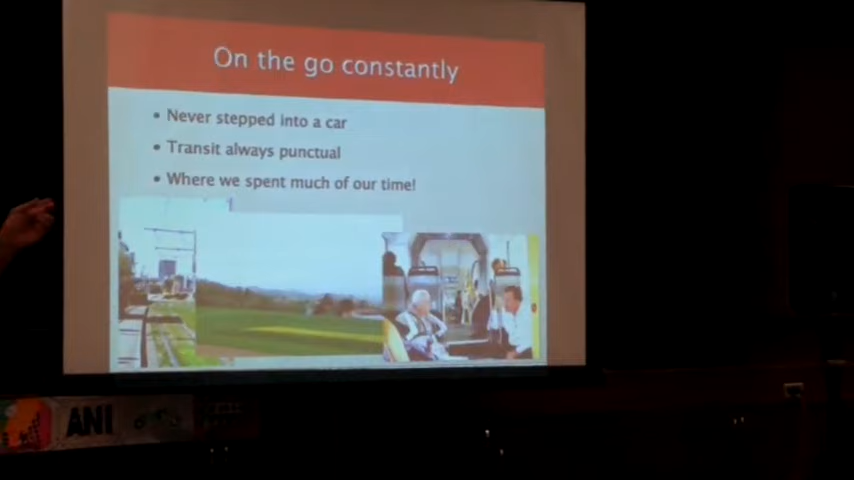 On the go constantly
• Never stepped into a car
• Transit always punctual
• Where we spent much of our time!
ANI